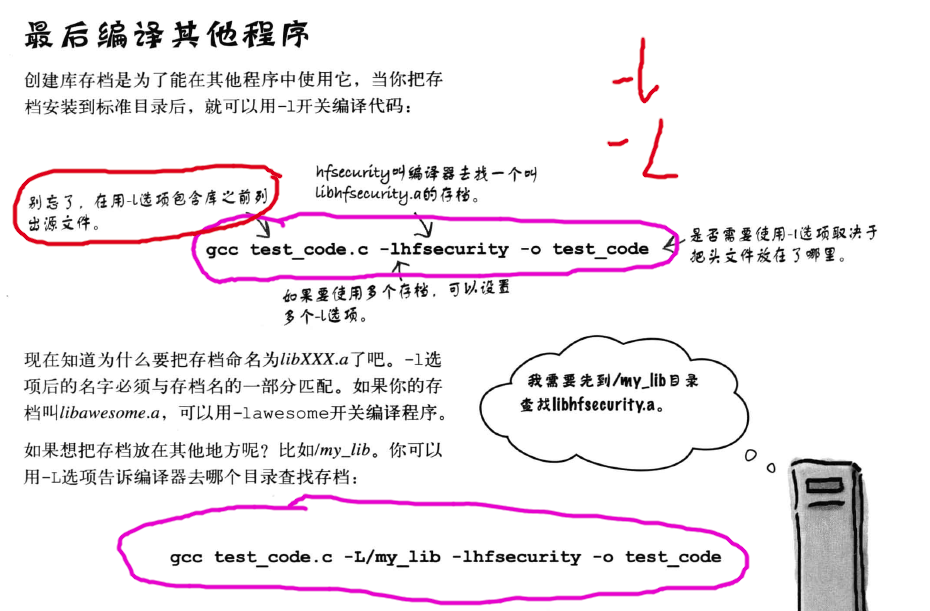 最后编译其他程序
创建库存档是为了能在其他程序中使用它，当你把存
档安装到标准目录后，就可以用-l开关编译代码：
-l
-L
hfsecurity叫编译器去找一个叫
libhfsecurity.a的存档。
别忘了，在用-l选项包含库之前列
出源文件。
gcc test_code.c -lhfsecurity -o test_code
是否需要使用-I选项取决于
把头文件放在了哪里。
如果要使用多个存档，可以设置
多个-l选项。
现在知道为什么要把存档命名为libXXX.a了吧。-l选
项后的名字必须与存档名的一部分匹配。如果你的存
档叫libawesome.a，可以用-lawesome开关编译程序。
我需要先到/my_lib目录
查找libhfsecurity.a。
如果想把存档放在其他地方呢？比如/my_lib。你可以
用-L选项告诉编译器去哪个目录查找存档：
gcc test_code.c -L/my_lib -lhfsecurity -o test_code